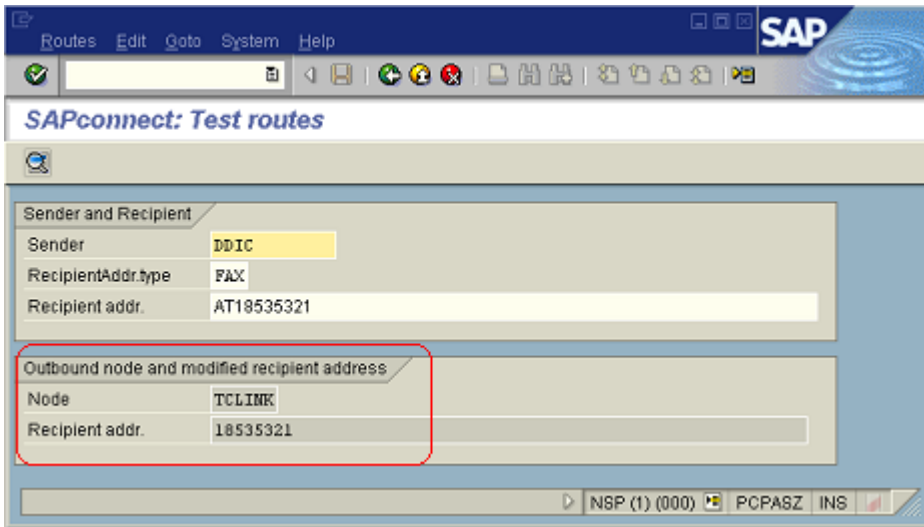 Routes Edit Goto System Help
SAP
SAPconnect: Test routes
Sender and Recipient
Sender DDIC
RecipientAddr.type FAX
Recipient addr. AT18535321
Outbound node and modified recipient address
Node TCLINK
Recipient addr. 18535321
NSP (1) (000) PCPASZ INS